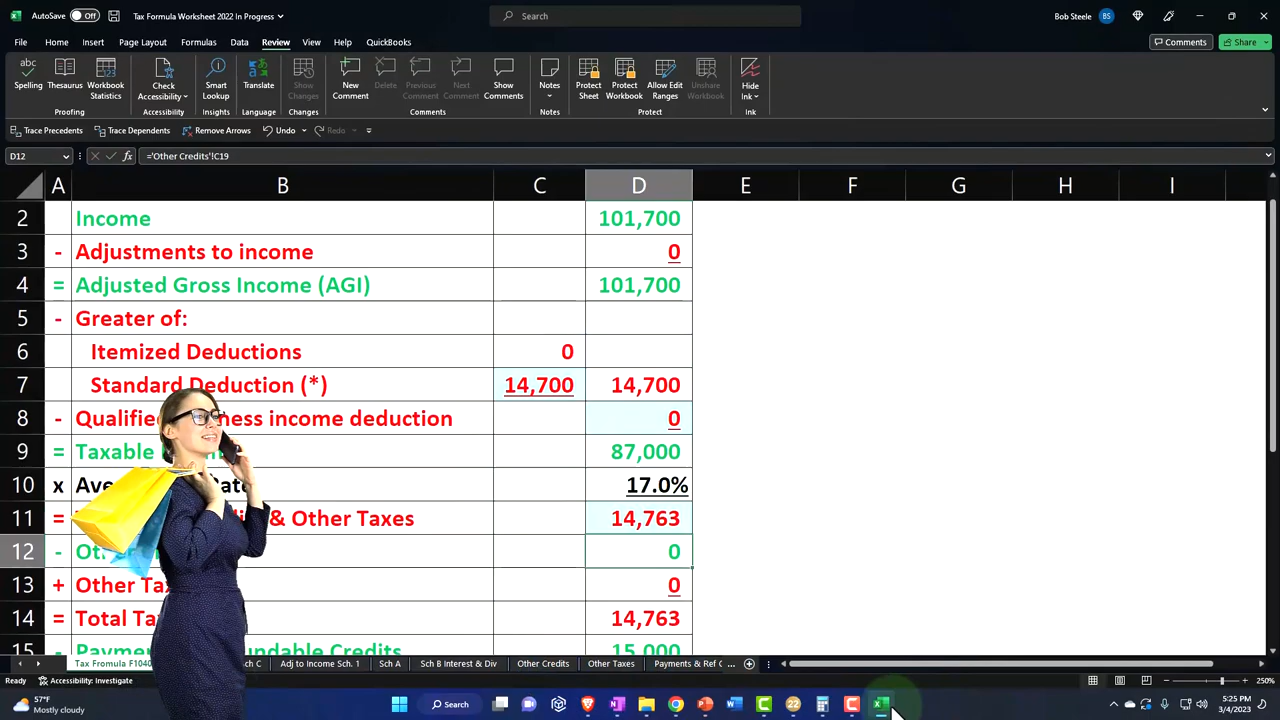 AutoSave Off Tax Formula Worksheet 2022 In Progress Search Bob Steele BS
File Home Insert Page Layout Formulas Data Review View Help QuickBooks Comments Share
Spelling Thesaurus Workbook Statistics Check Accessibility Smart Lookup Translate Show Changes New Comment Delete Previous Comment Next Comment Show Comments Notes Protect Sheet Protect Workbook Allow Edit Ranges Unshare Workbook Hide Ink
Proofing Accessibility Insights Language Changes Comments Notes Protect Ink
Trace Precedents Trace Dependents Remove Arrows Undo Redo
D12 fx ='Other Credits'!C19
A B C D E F G H I
2 Income 101,700
3 - Adjustments to income 0
4 = Adjusted Gross Income (AGI) 101,700
5 - Greater of:
6 Itemized Deductions 0
7 Standard Deduction (*) 14,700 14,700
8 - Qualified income deduction 0
9 = Taxable 87,000
10 x 17.0%
11 = & Other Taxes 14,763
12 - 0
13 + Other 0
14 = Total 14,763
15 - Credits 15,000
Tax Fromula F1040 Adj to Income Sch. 1 Sch A Sch B Interest & Div Other Credits Other Taxes Payments & Ref C ...
Ready Accessibility: Investigate 250%
57°F
Mostly cloudy
Search
5:25 PM
3/4/2023